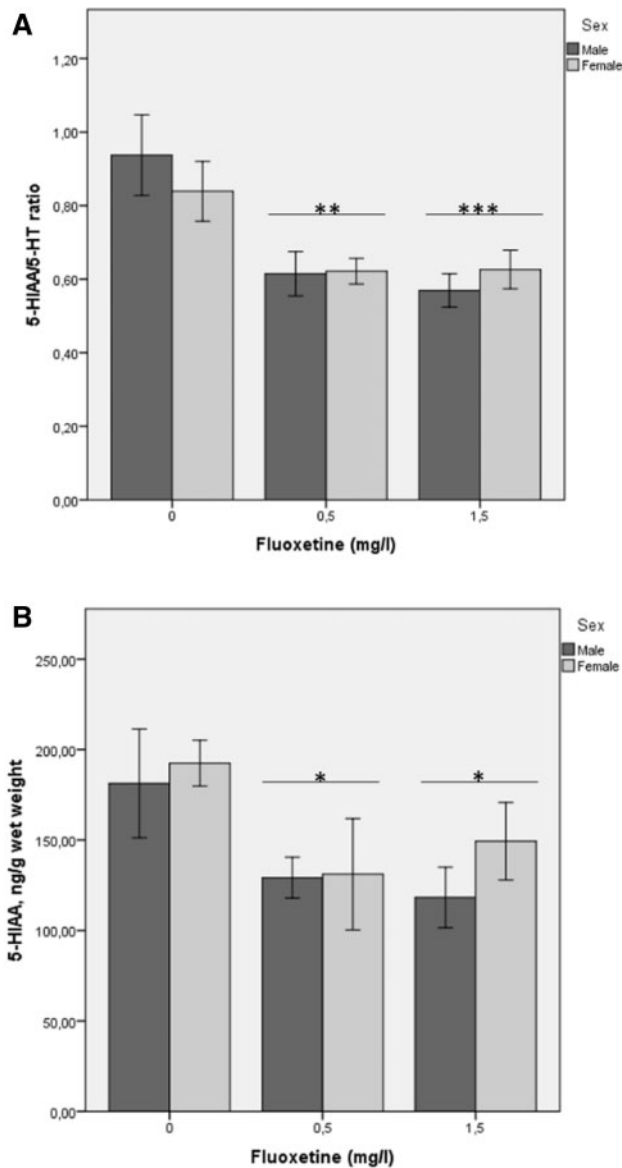 A
Sex
Male
Female
1,20
1,00
0,80
0,60
0,40
0,20
0,00
5-HIAA/5-HT ratio
**
***
0
0,5
1,5
Fluoxetine (mg/l)
B
Sex
Male
Female
250,00
200,00
150,00
100,00
50,00
0,00
5-HIAA, ng/g wet weight
*
*
0
0,5
1,5
Fluoxetine (mg/l)